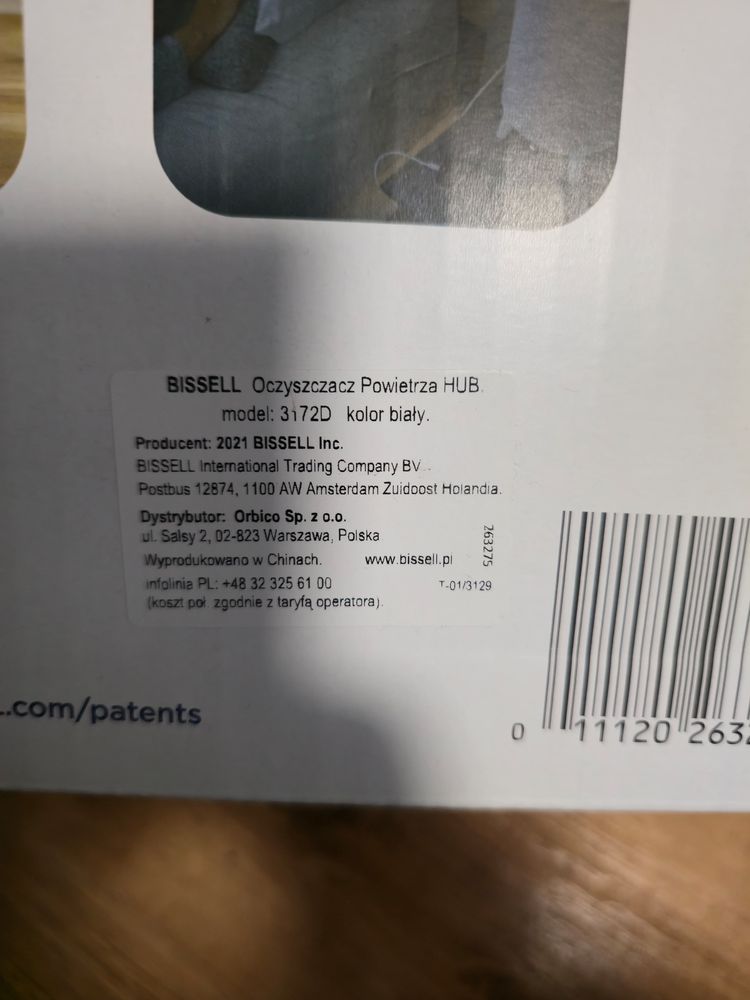 BISSELL Oczyszczacz Powietrza HUB.
model: 3172D kolor biały.
Producent: 2021 BISSELL Inc.
BISSELL International Trading Company BV.
Postbus 12874, 1100 AW Amsterdam Zuidoost Holandia.
Dystrybutor: Orbico Sp. z o.o.
ul. Salsy 2, 02-823 Warszawa, Polska
Wyprodukowano w Chinach. www.bissell.pl
263275
infolinia PL: +48 32 325 61 00
T-01/3129
(koszt poł. zgodnie z taryfą operatora).
.com/patents
0 11120 2632